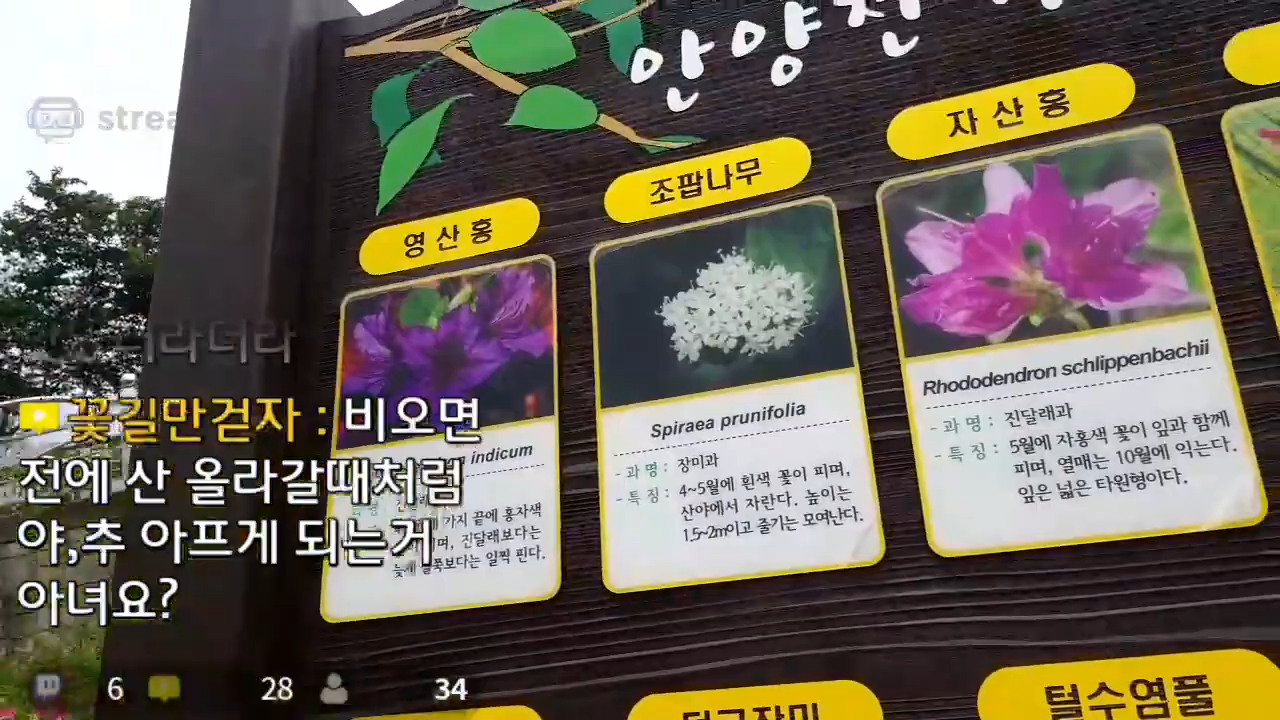 안양천
strea
영산홍
조팝나무
자산홍
indicum
Spiraea prunifolia
- 과 명 : 장미과
- 특 징 : 4~5월에 흰색 꽃이 피며,
산야에서 자란다. 높이는
1.5~2m이고 줄기는 모여난다.
Rhododendron schlippenbachii
- 과 명 : 진달래과
- 특 징 : 5월에 자홍색 꽃이 잎과 함께
피며, 열매는 10월에 익는다.
잎은 넓은 타원형이다.
가지 끝에 홍자색
며, 진달래보다는
보다는 일찍 핀다.
더라더라
꽃길만걷자 : 비오면
전에 산 올라갈때처럼
야,추 아프게 되는거
아녀요?
6 28 34
털수염풀